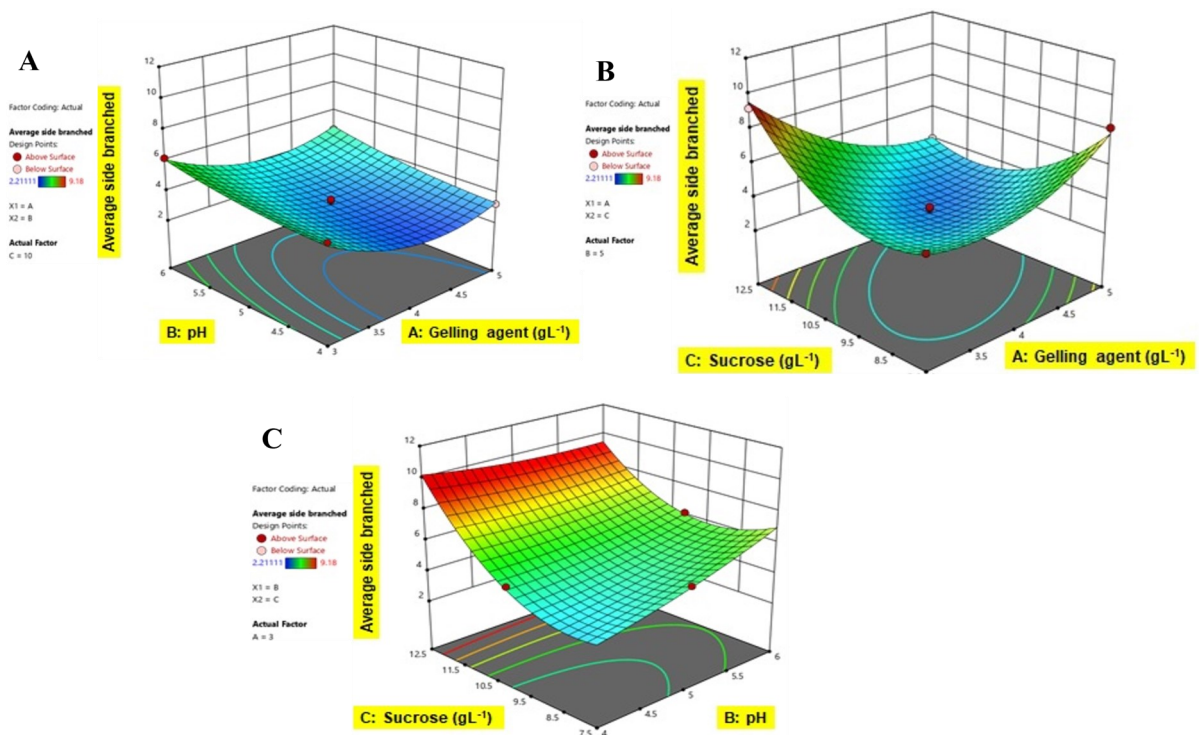 A
Factor Coding: Actual
Average side branched
Design Points:
Above Surface
Below Surface
2.21111 9.18
X1 = A
X2 = B
Actual Factor
C = 10
Average side branched
12
10
8
6
4
2
6
5.5
5
4.5
4
3
3.5
4
4.5
5
B: pH
A: Gelling agent (gL-1)
B
Factor Coding: Actual
Average side branched
Design Points:
Above Surface
Below Surface
2.21111 9.18
X1 = A
X2 = C
Actual Factor
B = 5
Average side branched
12
10
8
6
4
2
12.5
11.5
10.5
9.5
8.5
3.5
4
4.5
5
C: Sucrose (gL-1)
A: Gelling agent (gL-1)
C
Factor Coding: Actual
Average side branched
Design Points:
Above Surface
Below Surface
2.21111 9.18
X1 = B
X2 = C
Actual Factor
A = 3
Average side branched
12
10
8
6
4
2
12.5
11.5
10.5
9.5
8.5
7.5
4
4.5
5
5.5
6
C: Sucrose (gL-1)
B: pH